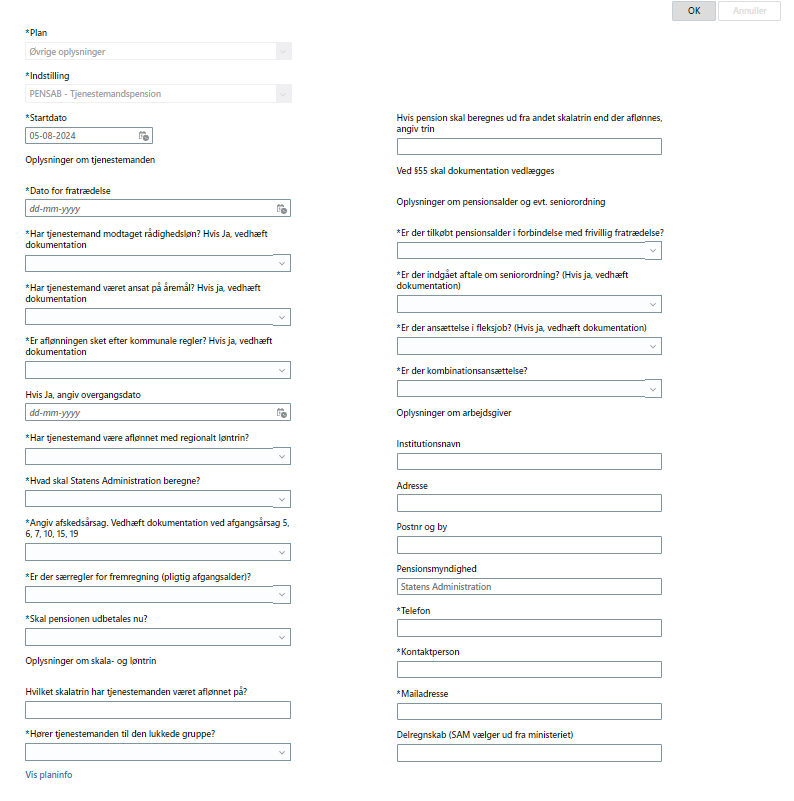 OK
Annuller
*Plan
Øvrige oplysninger
*Indstilling
PENSAB - Tjenestemandspension
*Startdato
05-08-2024
Oplysninger om tjenestemanden
*Dato for fratrædelse
dd-mm-yyyy
*Har tjenestemand modtaget rådighedsløn? Hvis Ja, vedhæft
dokumentation
*Har tjenestemand været ansat på åremål? Hvis ja, vedhæft
dokumentation
*Er aflønningen sket efter kommunale regler? Hvis ja, vedhæft
dokumentation
Hvis Ja, angiv overgangsdato
dd-mm-yyyy
*Har tjenestemand være aflønnet med regionalt løntrin?
*Hvad skal Statens Administration beregne?
*Angiv afskedsårsag. Vedhæft dokumentation ved afgangsårsag 5,
6, 7, 10, 15, 19
*Er der særregler for fremregning (pligtig afgangsalder)?
*Skal pensionen udbetales nu?
Oplysninger om skala- og løntrin
Hvilket skalatrin har tjenestemanden været aflønnet på?
*Hører tjenestemanden til den lukkede gruppe?
Vis planinfo
Hvis pension skal beregnes ud fra andet skalatrin end der aflønnes,
angiv trin
Ved §55 skal dokumentation vedlægges
Oplysninger om pensionsalder og evt. seniorordning
*Er der tilkøbt pensionsalder i forbindelse med frivillig fratrædelse?
*Er der indgået aftale om seniorordning? (Hvis ja, vedhæft
dokumentation)
*Er der ansættelse i fleksjob? (Hvis ja, vedhæft dokumentation)
*Er der kombinationsansættelse?
Oplysninger om arbejdsgiver
Institutionsnavn
Adresse
Postnr og by
Pensionsmyndighed
Statens Administration
*Telefon
*Kontaktperson
*Mailadresse
Delregnskab (SAM vælger ud fra ministeriet)